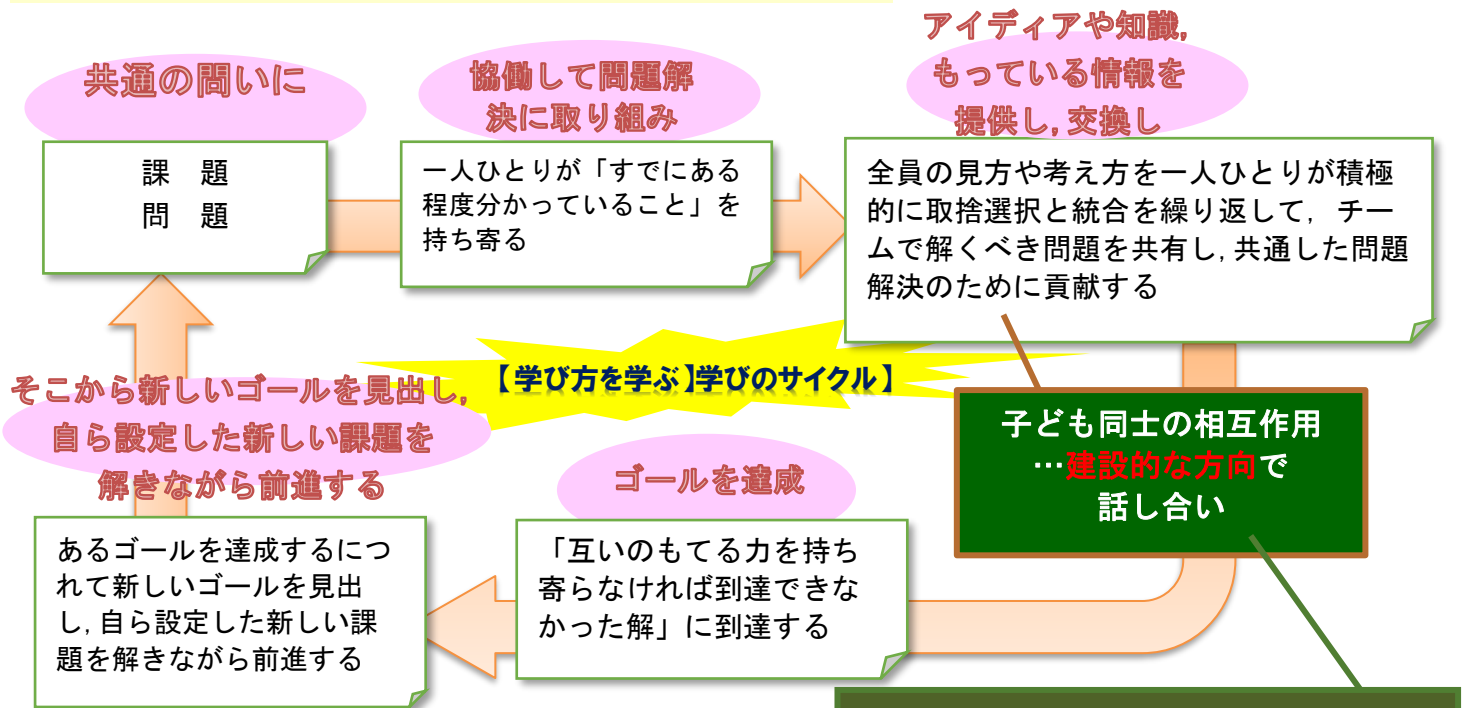 共通の問いに
課　題
問　題
協働して問題解
決に取り組み
一人ひとりが「すでにある
程度分かっていること」を
持ち寄る
アイディアや知識,
もっている情報を
提供し,交換し
全員の見方や考え方を一人ひとりが積極
的に取捨選択と統合を繰り返して, チー
ムで解くべき問題を共有し,共通した問題
解決のために貢献する
【学び方を学ぶ】学びのサイクル】
子ども同士の相互作用
…建設的な方向で
話し合い
ゴールを達成
「互いのもてる力を持ち
寄らなければ到達できな
かった解」に到達する
そこから新しいゴールを見出し,
自ら設定した新しい課題を
解きながら前進する
あるゴールを達成するにつ
れて新しいゴールを見出
し,自ら設定した新しい課
題を解きながら前進する